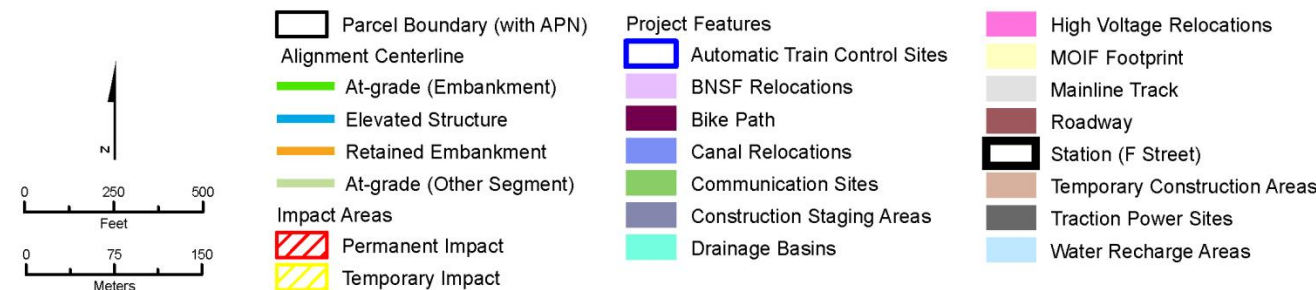 N
0 250 500
Feet
0 75 150
Meters
Parcel Boundary (with APN)
Alignment Centerline
At-grade (Embankment)
Elevated Structure
Retained Embankment
At-grade (Other Segment)
Impact Areas
Permanent Impact
Temporary Impact
Project Features
Automatic Train Control Sites
BNSF Relocations
Bike Path
Canal Relocations
Communication Sites
Construction Staging Areas
Drainage Basins
High Voltage Relocations
MOIF Footprint
Mainline Track
Roadway
Station (F Street)
Temporary Construction Areas
Traction Power Sites
Water Recharge Areas